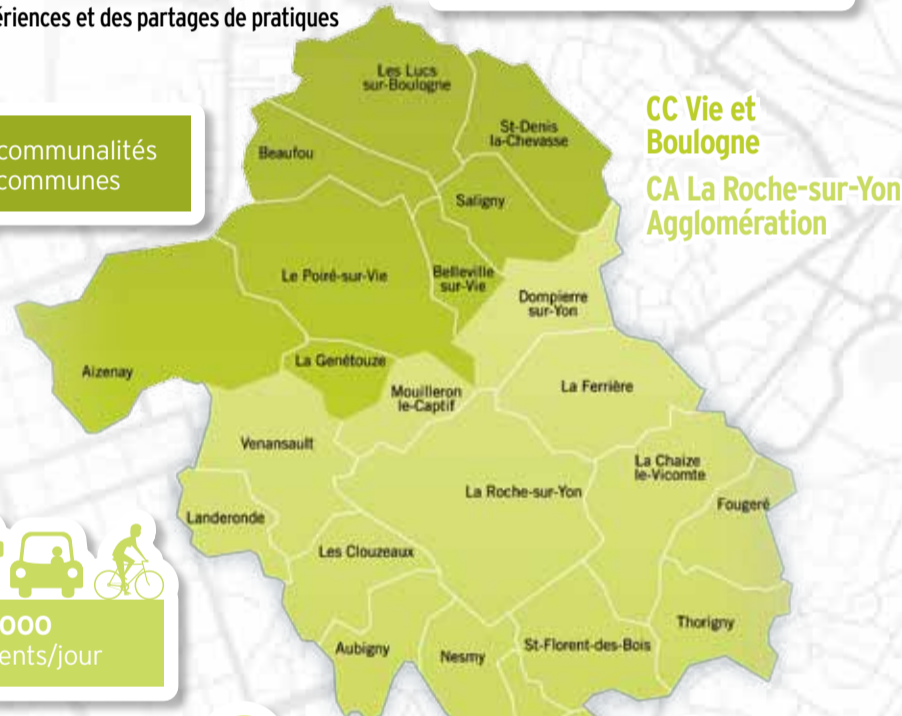 ériences et des partages de pratiques
communalités
communes
CC Vie et
Boulogne
CA La Roche-sur-Yon
Agglomération
Les Lucs
sur-Boulogne
St-Denis
la-Chevasse
Beaufou
Saligny
Le Poiré-sur-Vie
Belleville
sur-Vie
Dompierre
sur-Yon
Aizenay
La Genétouze
Mouilleron
le-Captif
La Ferrière
Venansault
La Chaize
le-Vicomte
La Roche-sur-Yon
Fougeré
Landeronde
Les Clouzeaux
000
ents/jour
Aubigny
Nesmy
St-Florent-des-Bois
Thorigny